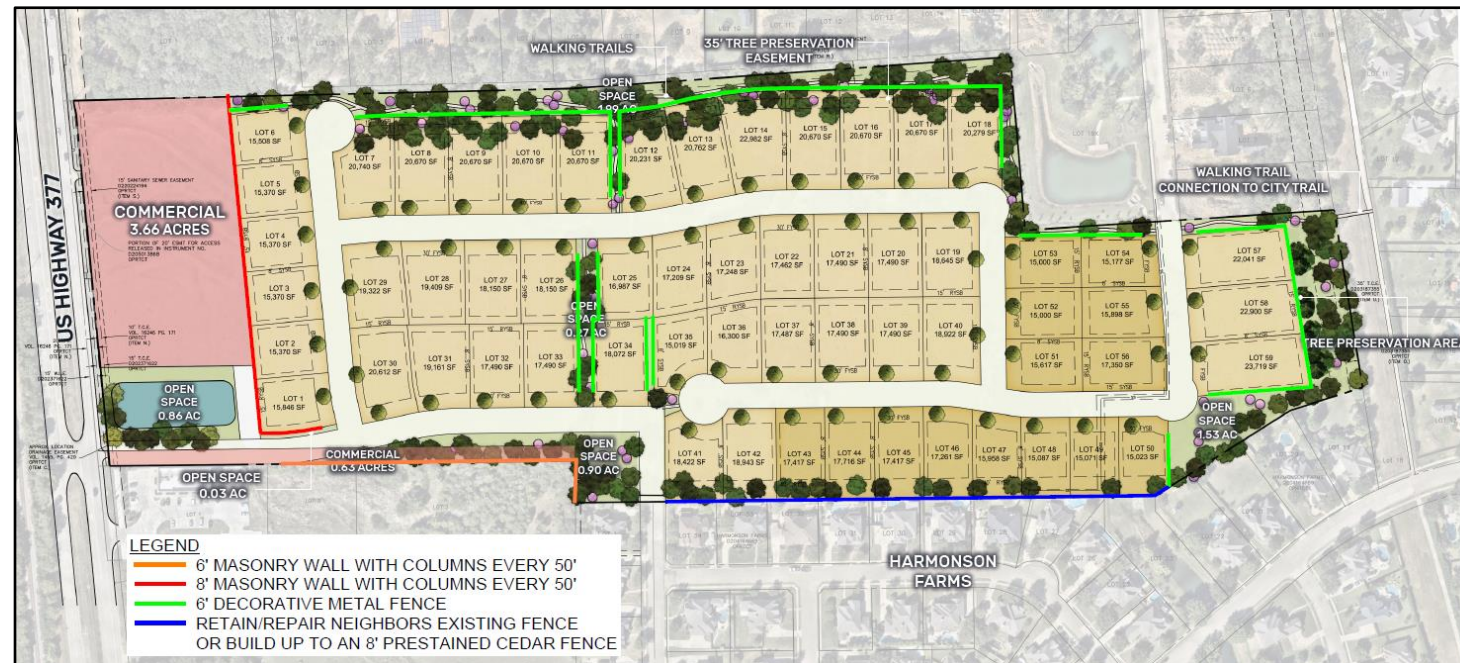 WALKING TRAILS
35' TREE PRESERVATION
EASEMENT
OPEN
SPACE
US HIGHWAY 377
COMMERCIAL
3.66 ACRES
15' SANITARY SEWER EASEMENT
LOT 6
15,508 SF
LOT 5
15,370 SF
LOT 4
15,370 SF
LOT 3
15,370 SF
LOT 2
15,370 SF
LOT 1
15,846 SF
LOT 7
20,740 SF
LOT 8
20,670 SF
LOT 9
20,670 SF
LOT 10
20,670 SF
LOT 11
20,670 SF
LOT 12
20,231 SF
LOT 13
20,762 SF
LOT 14
22,982 SF
LOT 15
20,670 SF
LOT 16
20,670 SF
LOT 17
20,670 SF
LOT 18
20,279 SF
WALKING TRAIL
CONNECTION TO CITY TRAIL
LOT 29
19,322 SF
LOT 28
19,409 SF
LOT 27
18,150 SF
LOT 26
18,150 SF
LOT 25
16,987 SF
LOT 24
17,209 SF
LOT 23
17,248 SF
LOT 22
17,462 SF
LOT 21
17,490 SF
LOT 20
17,490 SF
LOT 19
18,645 SF
LOT 53
15,000 SF
LOT 54
15,177 SF
LOT 57
22,041 SF
LOT 52
15,000 SF
LOT 55
15,898 SF
LOT 58
22,900 SF
OPEN
SPACE
LOT 30
20,612 SF
LOT 31
19,161 SF
LOT 32
17,490 SF
LOT 33
17,490 SF
LOT 34
18,072 SF
LOT 35
15,019 SF
LOT 36
16,300 SF
LOT 37
17,487 SF
LOT 38
17,490 SF
LOT 39
17,490 SF
LOT 40
18,922 SF
LOT 51
15,617 SF
LOT 56
17,350 SF
LOT 59
23,719 SF
TREE PRESERVATION AREA
OPEN
SPACE
0.86 AC
OPEN
SPACE
1.53 AC
COMMERCIAL
0.63 ACRES
OPEN SPACE
0.03 AC
OPEN
SPACE
0.90 AC
LOT 41
18,422 SF
LOT 42
18,943 SF
LOT 43
17,417 SF
LOT 44
17,716 SF
LOT 45
17,417 SF
LOT 46
17,261 SF
LOT 47
15,958 SF
LOT 48
15,087 SF
LOT 49
15,071 SF
LOT 50
15,023 SF
HARMONSON
FARMS
LEGEND
6' MASONRY WALL WITH COLUMNS EVERY 50'
8' MASONRY WALL WITH COLUMNS EVERY 50'
6' DECORATIVE METAL FENCE
RETAIN/REPAIR NEIGHBORS EXISTING FENCE
OR BUILD UP TO AN 8' PRESTAINED CEDAR FENCE